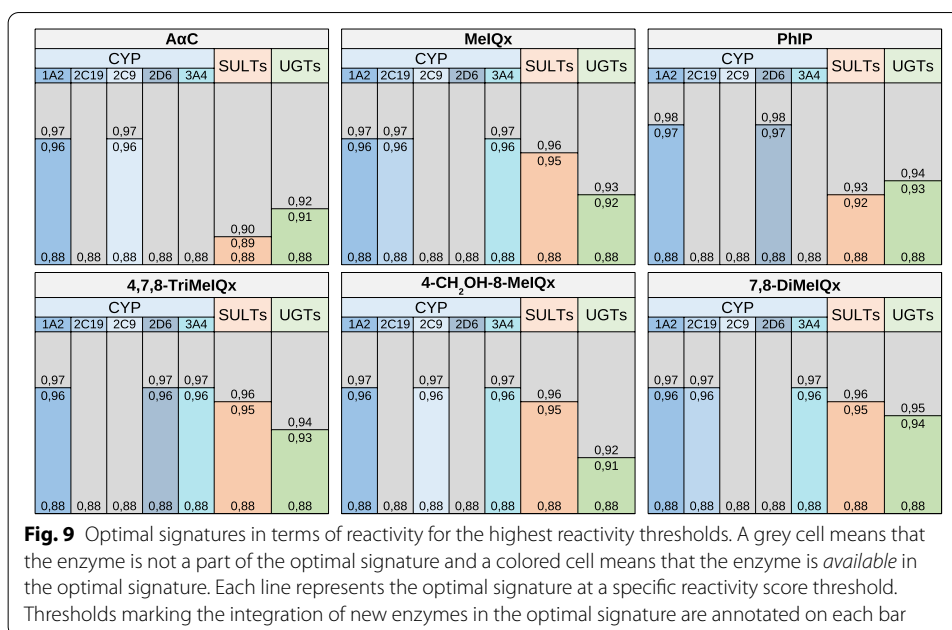 AαC MeIQx PhIP
CYP SULTs UGTs CYP SULTs UGTs CYP SULTs UGTs
1A2 2C19 2C9 2D6 3A4 1A2 2C19 2C9 2D6 3A4 1A2 2C19 2C9 2D6 3A4
0,98 0,98
0,97 0,97 0,97 0,97 0,97 0,97 0,97
0,96 0,96 0,96 0,96 0,96 0,96
0,95
0,94
0,93 0,93 0,93
0,92 0,92 0,92
0,91
0,90
0,89
0,88 0,88 0,88 0,88 0,88 0,88 0,88 0,88 0,88 0,88 0,88 0,88 0,88 0,88 0,88 0,88 0,88 0,88 0,88 0,88 0,88
4,7,8-TriMeIQx 4-CH2OH-8-MeIQx 7,8-DiMeIQx
CYP SULTs UGTs CYP SULTs UGTs CYP SULTs UGTs
1A2 2C19 2C9 2D6 3A4 1A2 2C19 2C9 2D6 3A4 1A2 2C19 2C9 2D6 3A4
0,97 0,97 0,97 0,97 0,97 0,97 0,97 0,97 0,97
0,96 0,96 0,96 0,96 0,96 0,96 0,96 0,96 0,96 0,96 0,96 0,96
0,95 0,95 0,95 0,95
0,94 0,94
0,93
0,92
0,91
0,88 0,88 0,88 0,88 0,88 0,88 0,88 0,88 0,88 0,88 0,88 0,88 0,88 0,88 0,88 0,88 0,88 0,88 0,88 0,88 0,88
Fig. 9 Optimal signatures in terms of reactivity for the highest reactivity thresholds. A grey cell means that
the enzyme is not a part of the optimal signature and a colored cell means that the enzyme is available in
the optimal signature. Each line represents the optimal signature at a specific reactivity score threshold.
Thresholds marking the integration of new enzymes in the optimal signature are annotated on each bar